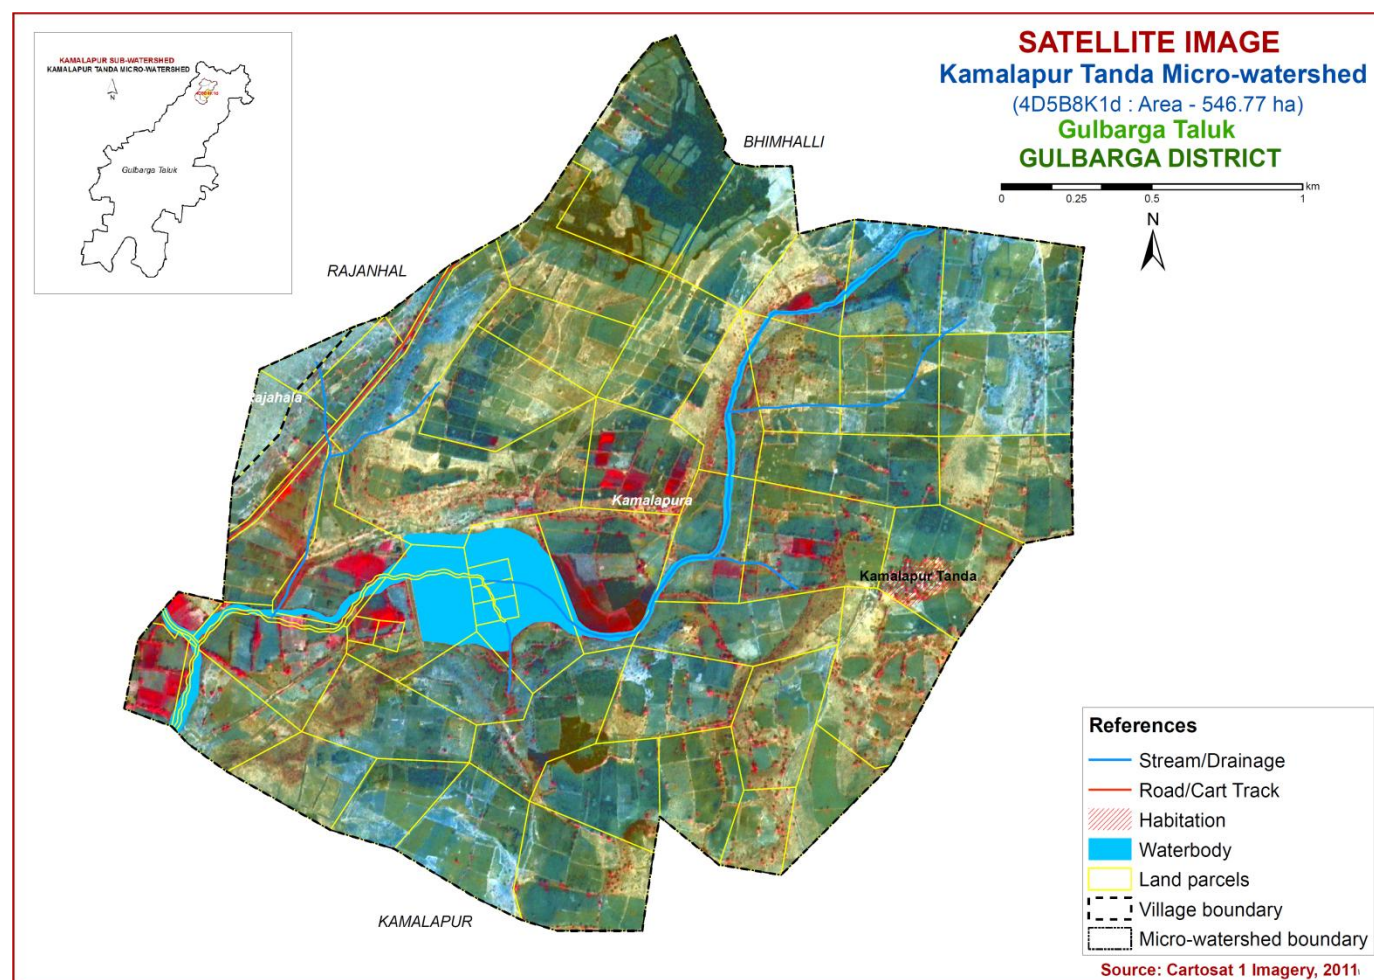 KAMALAPUR SUB-WATERSHED
KAMALAPUR TANDA MICRO-WATERSHED
N
Gulbarga Taluk
SATELLITE IMAGE
Kamalapur Tanda Micro-watershed
(4D5B8K1d : Area - 546.77 ha)
Gulbarga Taluk
GULBARGA DISTRICT
km
0 0.25 0.5 1
N
BHIMHALLI
RAJANHAL
Rajahala
Kamalapura
Kamalapur Tanda
KAMALAPUR
References
Stream/Drainage
Road/Cart Track
Habitation
Waterbody
Land parcels
Village boundary
Micro-watershed boundary
Source: Cartosat 1 Imagery, 2011